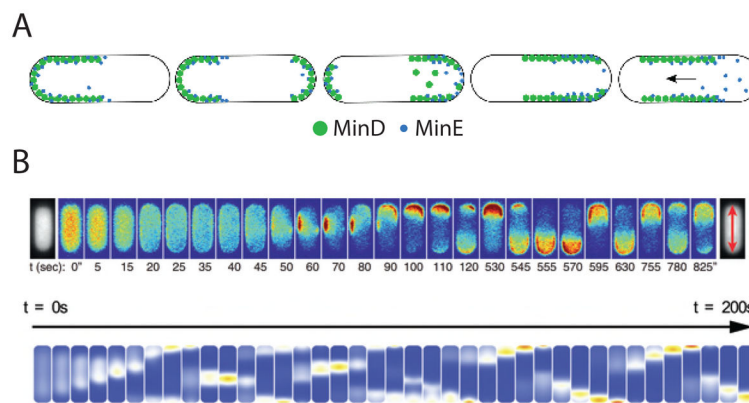 A
MinD MinE
B
t (sec): 0" 5 15 20 25 35 40 45 50 60 70 80 90 100 110 120 530 545 555 570 595 630 755 780 825"
t = 0s t = 200s